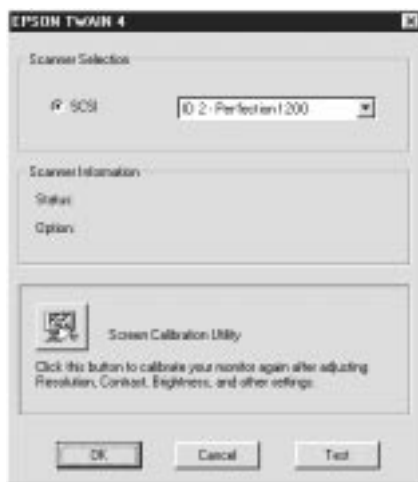 EPSON TWAIN 4
Scanner Selection
SCSI
ID 2 - Perfection1200
Scanner Information
Status:
Option:
Screen Calibration Utility
Click this button to calibrate your monitor again after adjusting
Resolution, Contrast, Brightness, and other settings.
OK Cancel Test